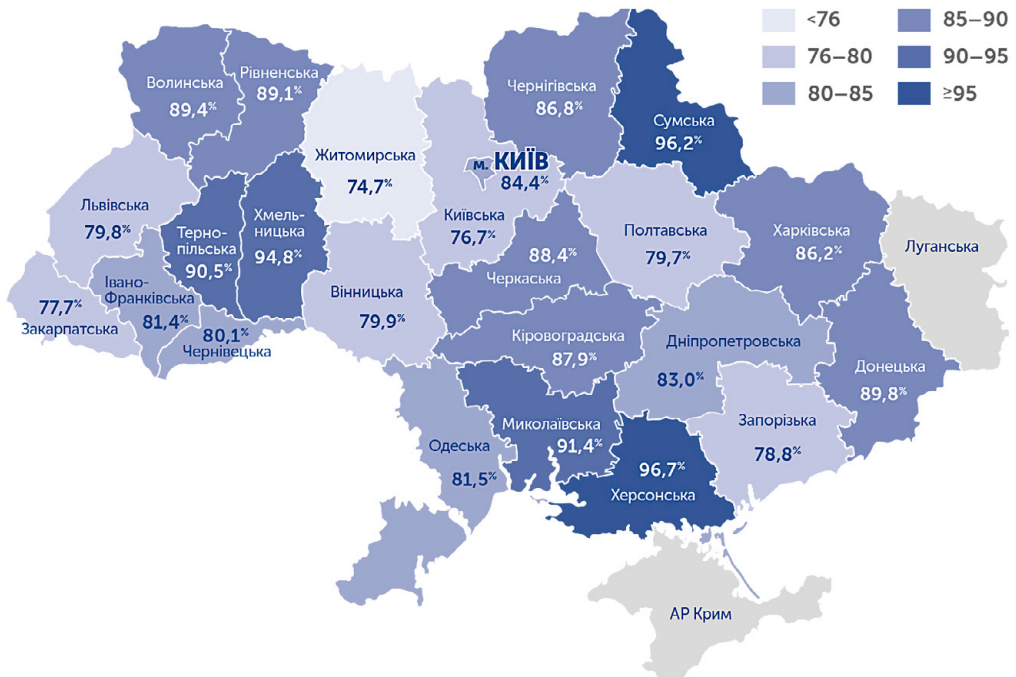 <76
85–90
76–80
90–95
80–85
≥95
Волинська
89,4%
Рівненська
89,1%
Житомирська
74,7%
м. КИЇВ
84,4%
Київська
76,7%
Чернігівська
86,8%
Сумська
96,2%
Львівська
79,8%
Терно-
пільська
90,5%
Хмель-
ницька
94,8%
Вінницька
79,9%
88,4%
Черкаська
Полтавська
79,7%
Харківська
86,2%
Луганська
77,7%
Закарпатська
Івано-
Франківська
81,4%
80,1%
Чернівецька
Кіровоградська
87,9%
Дніпропетровська
83,0%
Донецька
89,8%
Одеська
81,5%
Миколаївська
91,4%
96,7%
Херсонська
Запорізька
78,8%
АР Крим